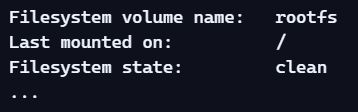 Filesystem volume name:   rootfs
Last mounted on:          /
Filesystem state:         clean
...